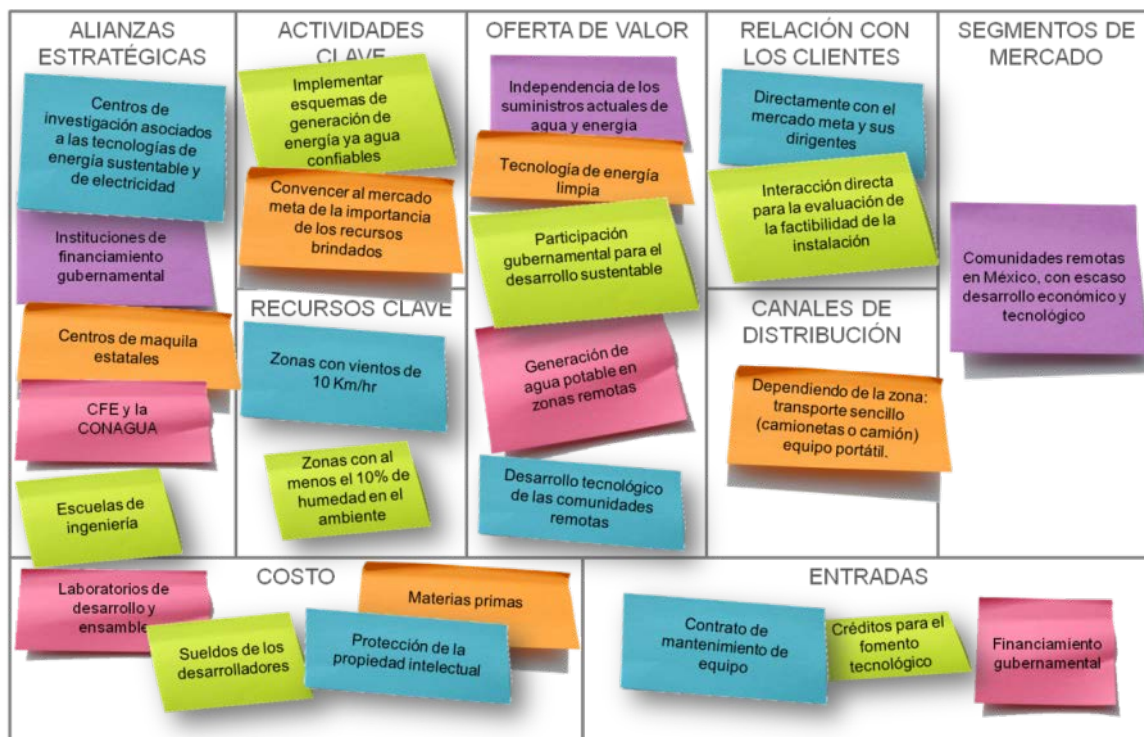 ALIANZAS
ESTRATÉGICAS
Centros de
investigación asociados
a las tecnologías de
energía sustentable y
de electricidad
Instituciones de
financiamiento
gubernamental
Centros de maquila
estatales
CFE y la
CONAGUA
Escuelas de
ingeniería
ACTIVIDADES
CLAVE
Implementar
esquemas de
generación de
energía ya agua
confiables
Convencer al mercado
meta de la importancia
de los recursos
brindados
RECURSOS CLAVE
Zonas con vientos de
10 Km/hr
Zonas con al
menos el 10% de
humedad en el
ambiente
OFERTA DE VALOR
Independencia de los
suministros actuales de
agua y energía
Tecnología de energía
limpia
Participación
gubernamental para el
desarrollo sustentable
Generación de
agua potable en
zonas remotas
Desarrollo tecnológico
de las comunidades
remotas
RELACIÓN CON
LOS CLIENTES
Directamente con el
mercado meta y sus
dirigentes
Interacción directa
para la evaluación de
la factibilidad de la
instalación
CANALES DE
DISTRIBUCIÓN
Dependiendo de la zona:
transporte sencillo
(camionetas o camión)
equipo portátil.
SEGMENTOS DE
MERCADO
Comunidades remotas
en México, con escaso
desarrollo económico y
tecnológico
COSTO
Laboratorios de
desarrollo y
ensamble
Sueldos de los
desarrolladores
Protección de la
propiedad intelectual
Materias primas
ENTRADAS
Contrato de
mantenimiento de
equipo
Créditos para el
fomento
tecnológico
Financiamiento
gubernamental